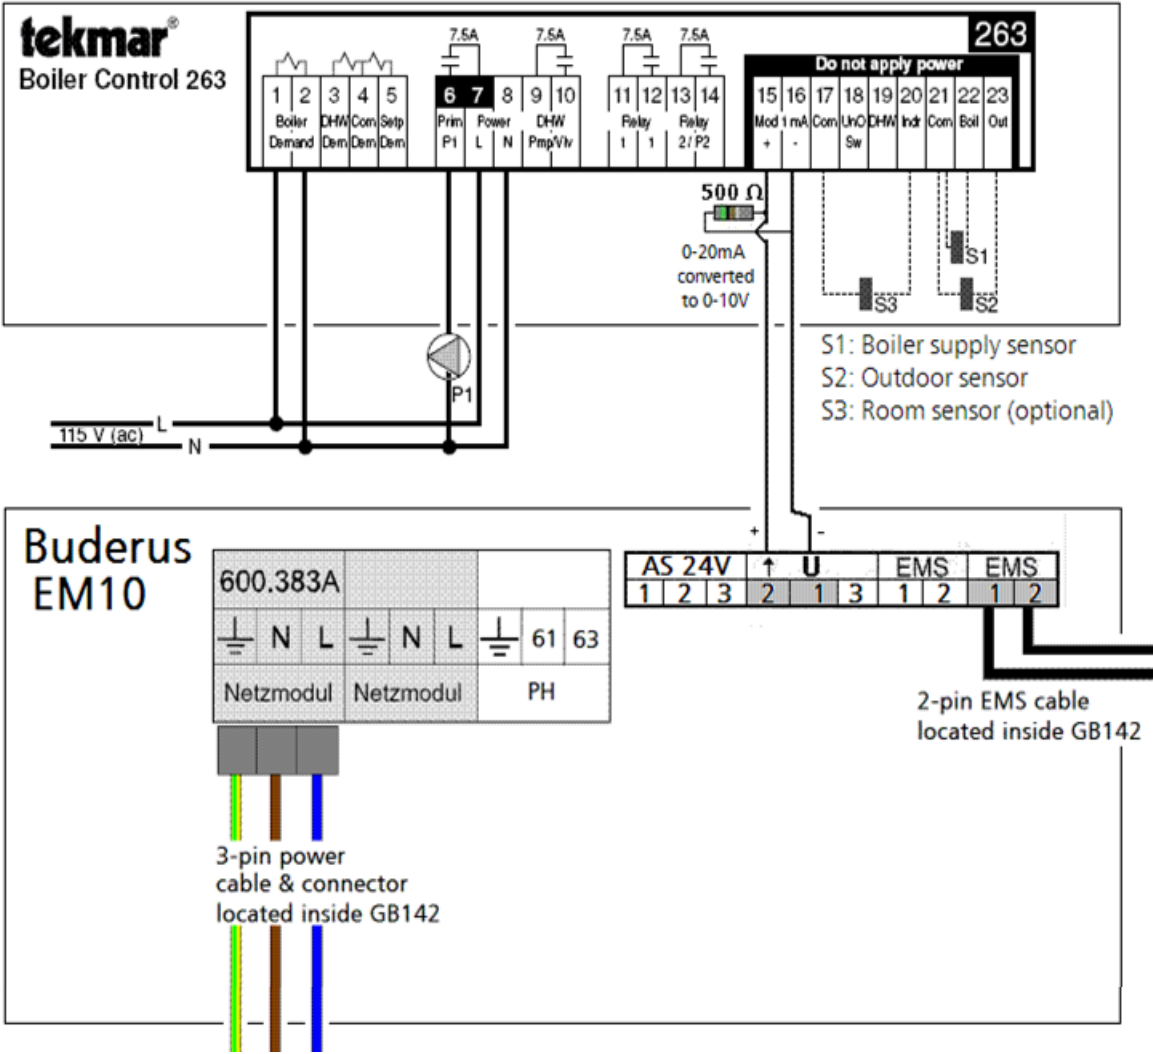 tekmar®
Boiler Control 263
263
7.5A 7.5A 7.5A 7.5A
Do not apply power
1 2 3 4 5 6 7 8 9 10 11 12 13 14 15 16 17 18 19 20 21 22 23
Boiler DHW Com Setp Prim Power DHW Relay Relay Mod 1 mA Com UnO DHW Indr Com Boil Out
Demand Dem Dem Dem P1 L N Pmp/Vlv 1 1 2 / P2 + - Sw
500 Ω
0-20mA
converted
to 0-10V
S1
S3 S2
S1: Boiler supply sensor
S2: Outdoor sensor
S3: Room sensor (optional)
P1
L
115 V (ac)
N
Buderus
EM10
+ -
AS 24V ↑ U EMS EMS
1 2 3 2 1 3 1 2 1 2
600.383A
N L N L 61 63
Netzmodul Netzmodul PH
2-pin EMS cable
located inside GB142
3-pin power
cable & connector
located inside GB142